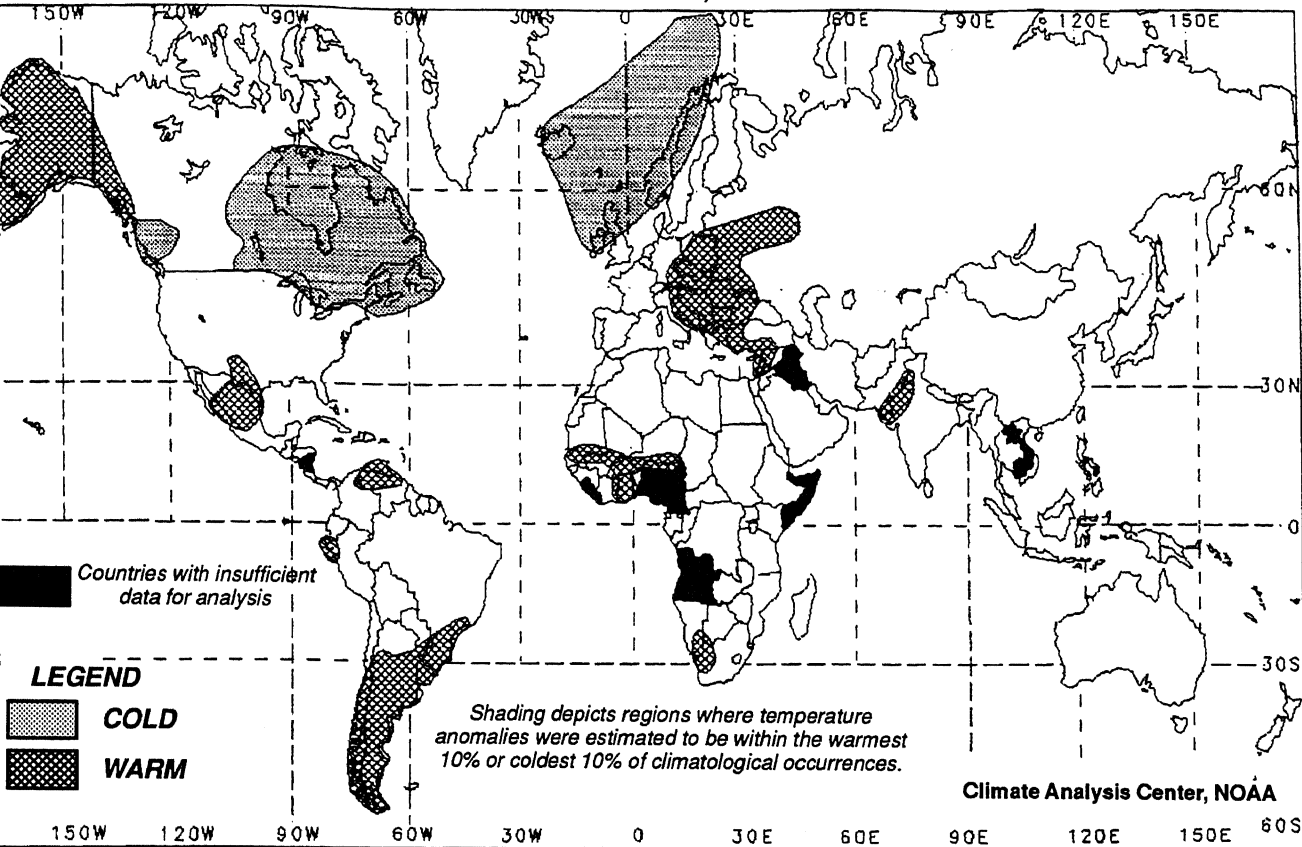 150W 120W 90W 60W 30W 0 30E 60E 90E 120E 150E
60N
30N
0
Countries with insufficient
data for analysis
30S
LEGEND
COLD
WARM
Shading depicts regions where temperature
anomalies were estimated to be within the warmest
10% or coldest 10% of climatological occurrences.
Climate Analysis Center, NOAA
60S
150W 120W 90W 60W 30W 0 30E 60E 90E 120E 150E